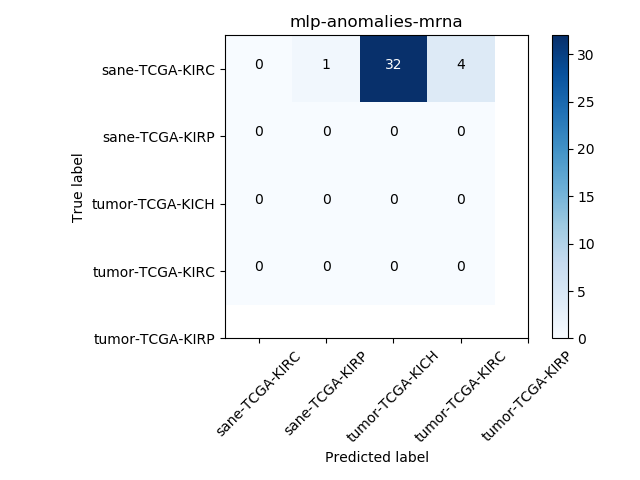 mlp-anomalies-mrna
sane-TCGA-KIRC 0 1 32 4
sane-TCGA-KIRP 0 0 0 0
tumor-TCGA-KICH 0 0 0 0
tumor-TCGA-KIRC 0 0 0 0
tumor-TCGA-KIRP
True label
sane-TCGA-KIRC
sane-TCGA-KIRP
tumor-TCGA-KICH
tumor-TCGA-KIRC
tumor-TCGA-KIRP
Predicted label
30
25
20
15
10
5
0